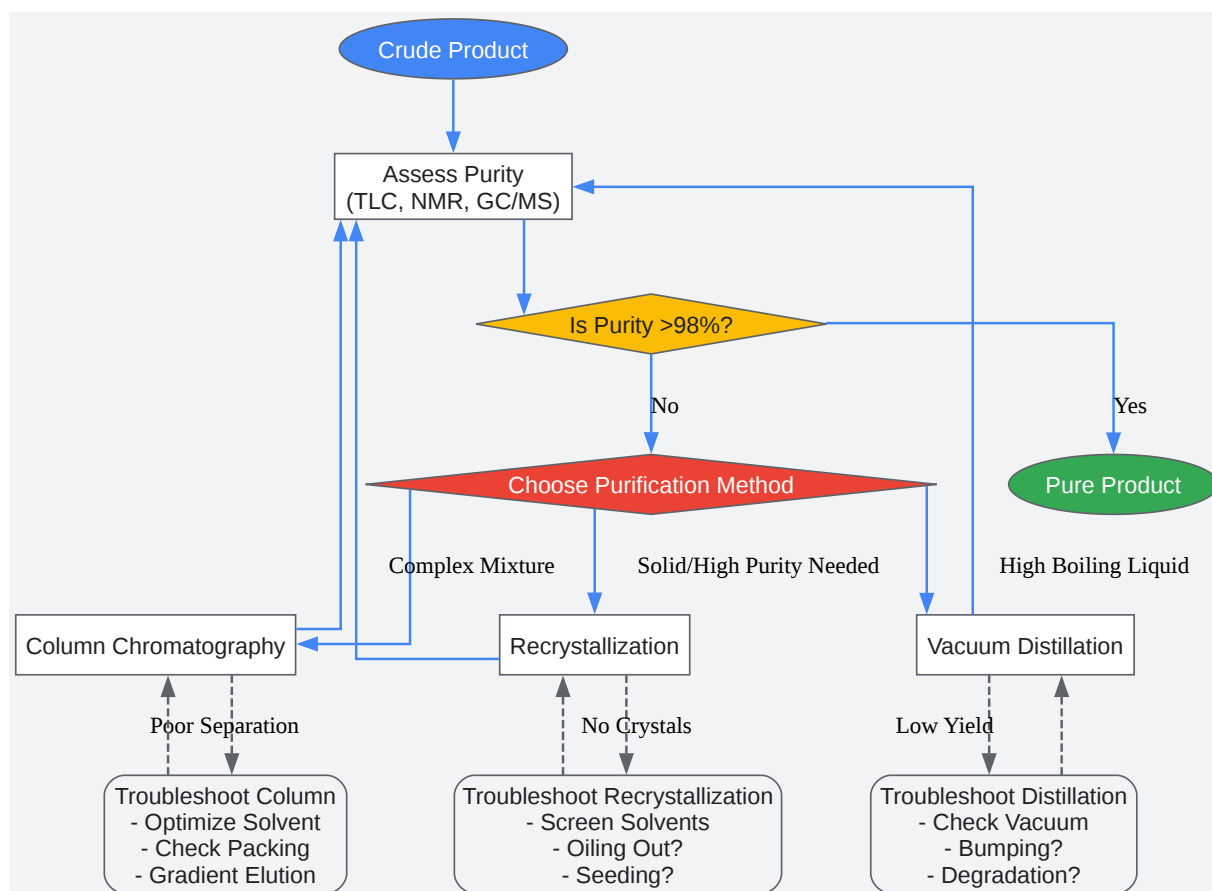 Crude Product
Assess Purity
(TLC, NMR, GC/MS)
Is Purity >98%?
No
Yes
Choose Purification Method
Pure Product
Complex Mixture
Solid/High Purity Needed
High Boiling Liquid
Column Chromatography
Recrystallization
Vacuum Distillation
Poor Separation
No Crystals
Low Yield
Troubleshoot Column
- Optimize Solvent
- Check Packing
- Gradient Elution
Troubleshoot Recrystallization
- Screen Solvents
- Oiling Out?
- Seeding?
Troubleshoot Distillation
- Check Vacuum
- Bumping?
- Degradation?